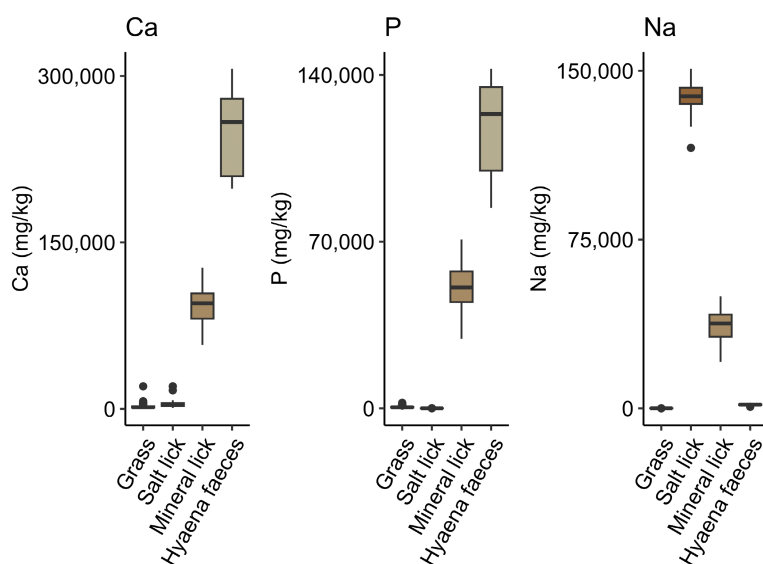 Ca
Ca (mg/kg)
300,000
150,000
0
Grass
Salt lick
Mineral lick
Hyaena faeces
P
P (mg/kg)
140,000
70,000
0
Grass
Salt lick
Mineral lick
Hyaena faeces
Na
Na (mg/kg)
150,000
75,000
0
Grass
Salt lick
Mineral lick
Hyaena faeces